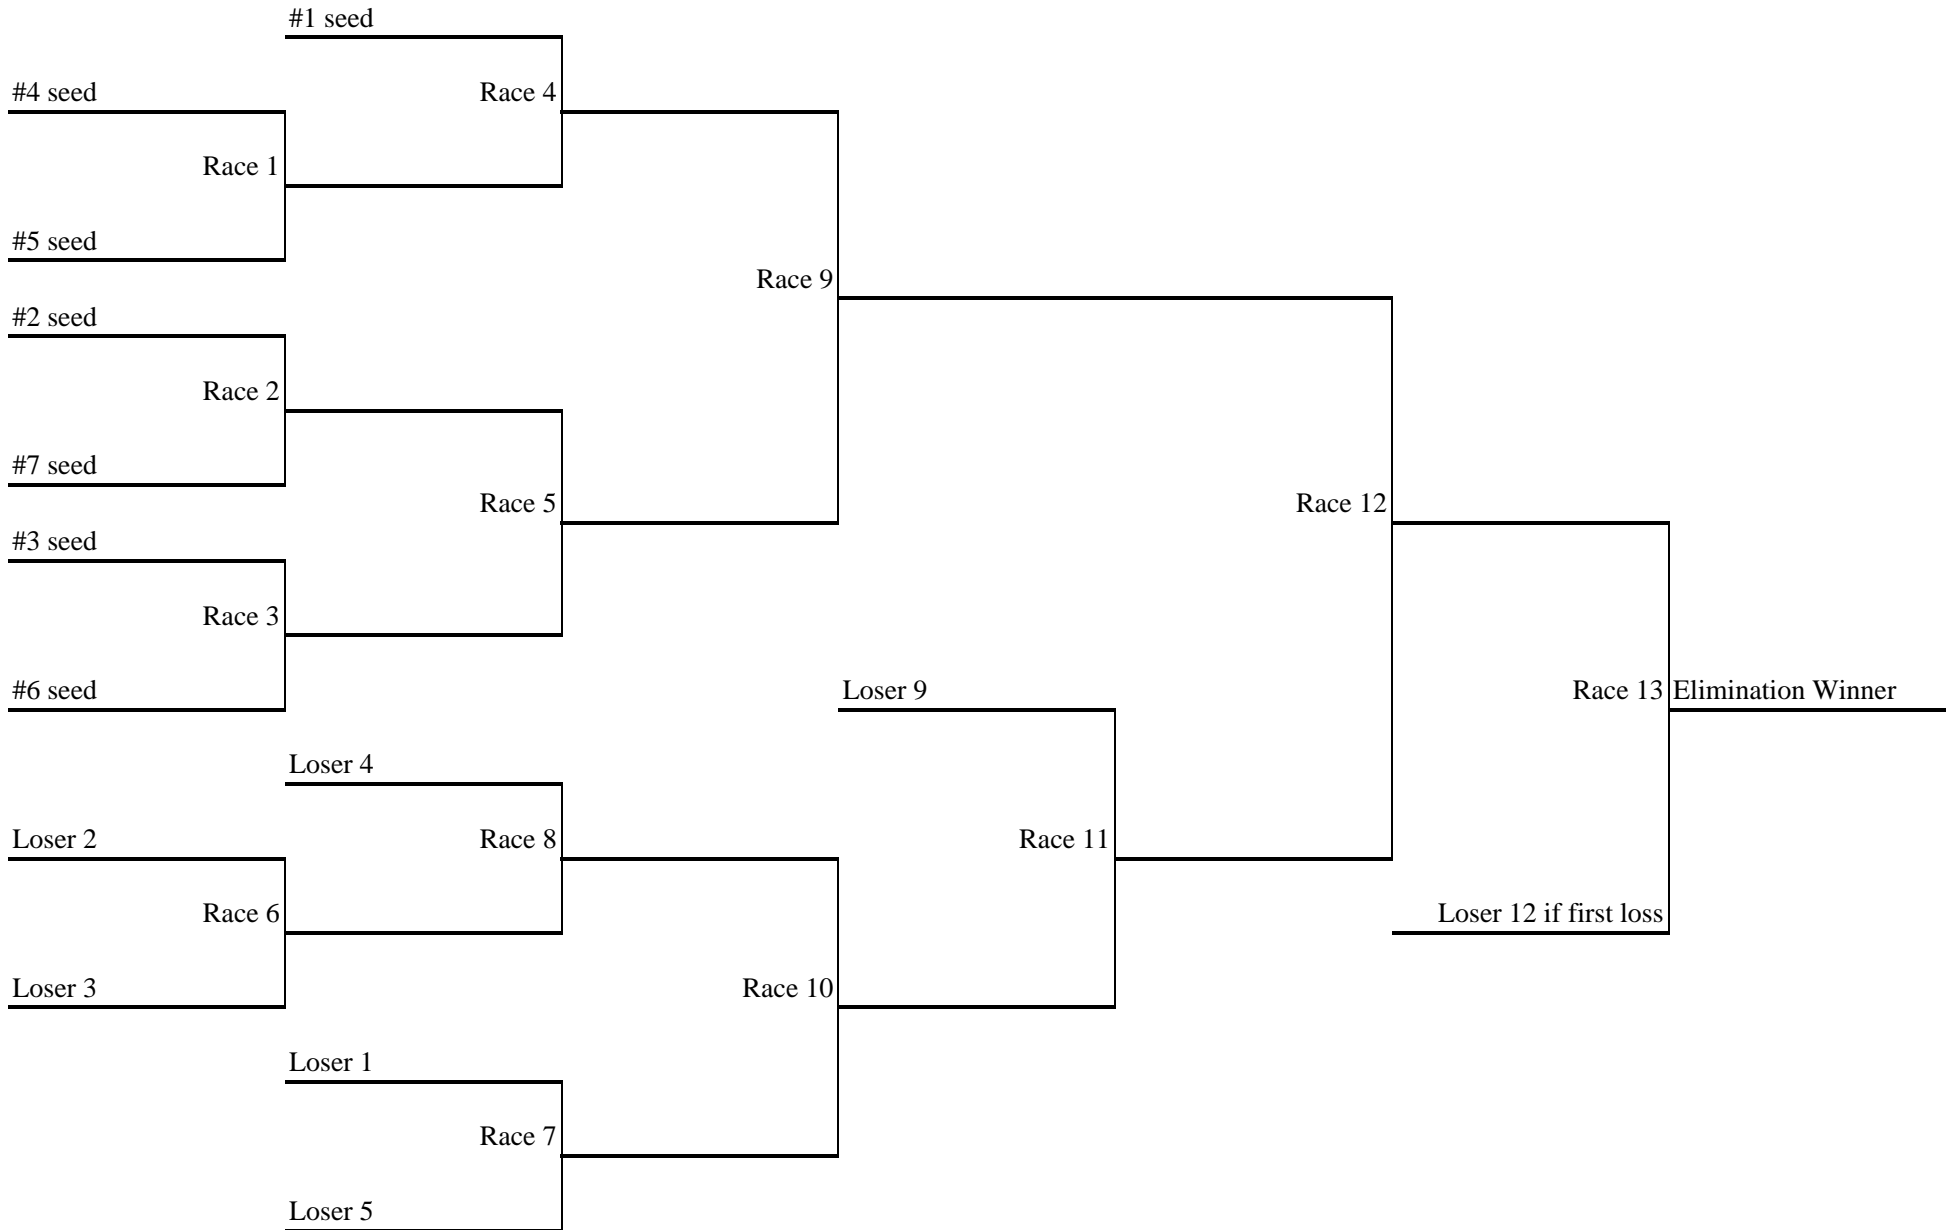 #1 seed
#4 seed
Race 4
Race 1
#5 seed
Race 9
#2 seed
Race 2
#7 seed
Race 5
Race 12
#3 seed
Race 3
#6 seed
Loser 9
Race 13 Elimination Winner
Loser 4
Loser 2
Race 8
Race 11
Race 6
Loser 12 if first loss
Loser 3
Race 10
Loser 1
Race 7
Loser 5